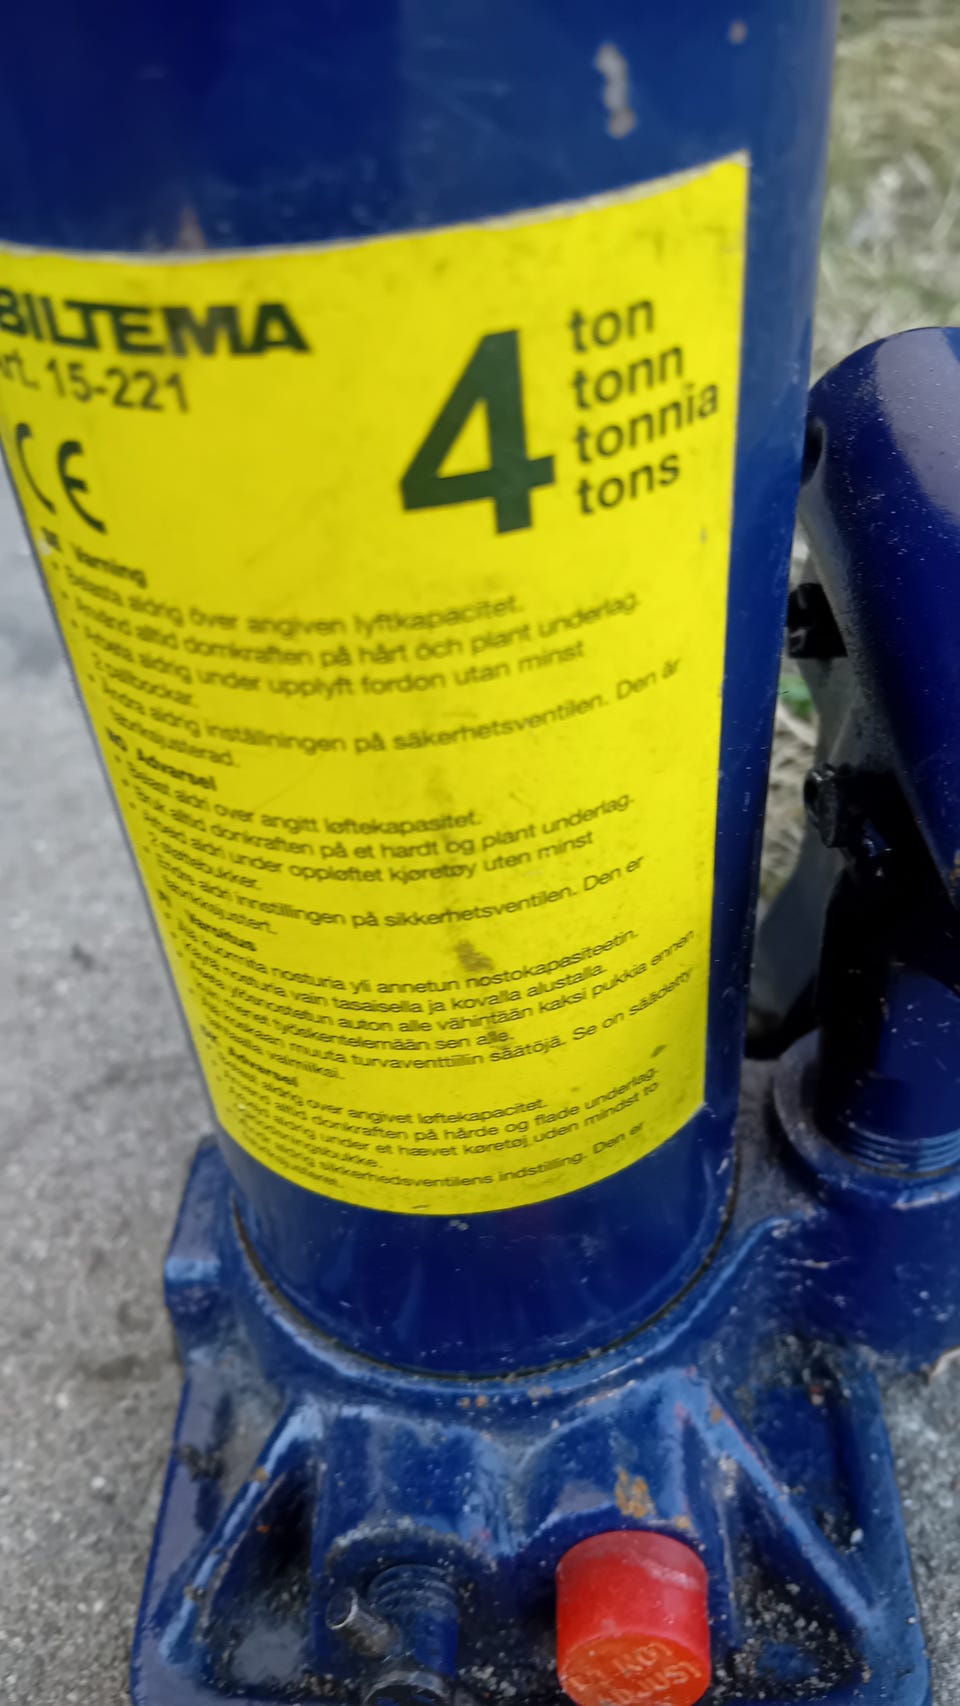 BILTEMA
Art. 15-221
CE
4 ton
tonn
tonnia
tons
SE Varning
• Belasta aldrig över angiven lyftkapacitet.
• Använd alltid domkraften på hårt och plant underlag.
• Arbeta aldrig under upplyft fordon utan minst
2 pallbockar.
• Ändra aldrig inställningen på säkerhetsventilen. Den är
fabriksjusterad.
NO Advarsel
• Belast aldri over angitt løftekapasitet.
• Bruk alltid donkraften på et hardt og plant underlag.
• Arbeid aldri under oppløftet kjøretøy uten minst
2 støttebukker.
• Endre aldri innstillingen på sikkerhetsventilen. Den er
fabrikkjustert.
FI Varoitus
• Älä kuormita nosturia yli annetun nostokapasiteetin.
• Käytä nosturia vain tasaisella ja kovalla alustalla.
• Aseta ylösnostetun auton alle vähintään kaksi pukkia ennen
kuin menet työskentelemään sen alle.
• Älä koskaan muuta turvaventtiilin säätöjä. Se on säädetty
tehtaalla valmiiksi.
Advarsel
• Belast aldrig over angivet løftekapacitet.
• Anvend altid donkraften på hårde og flade underlag.
• Arbejd aldrig under et hævet køretøj uden mindst to
afstøtningsbukke.
• Ændr aldrig sikkerhedsventilens indstilling. Den er
LOW
ADJUST